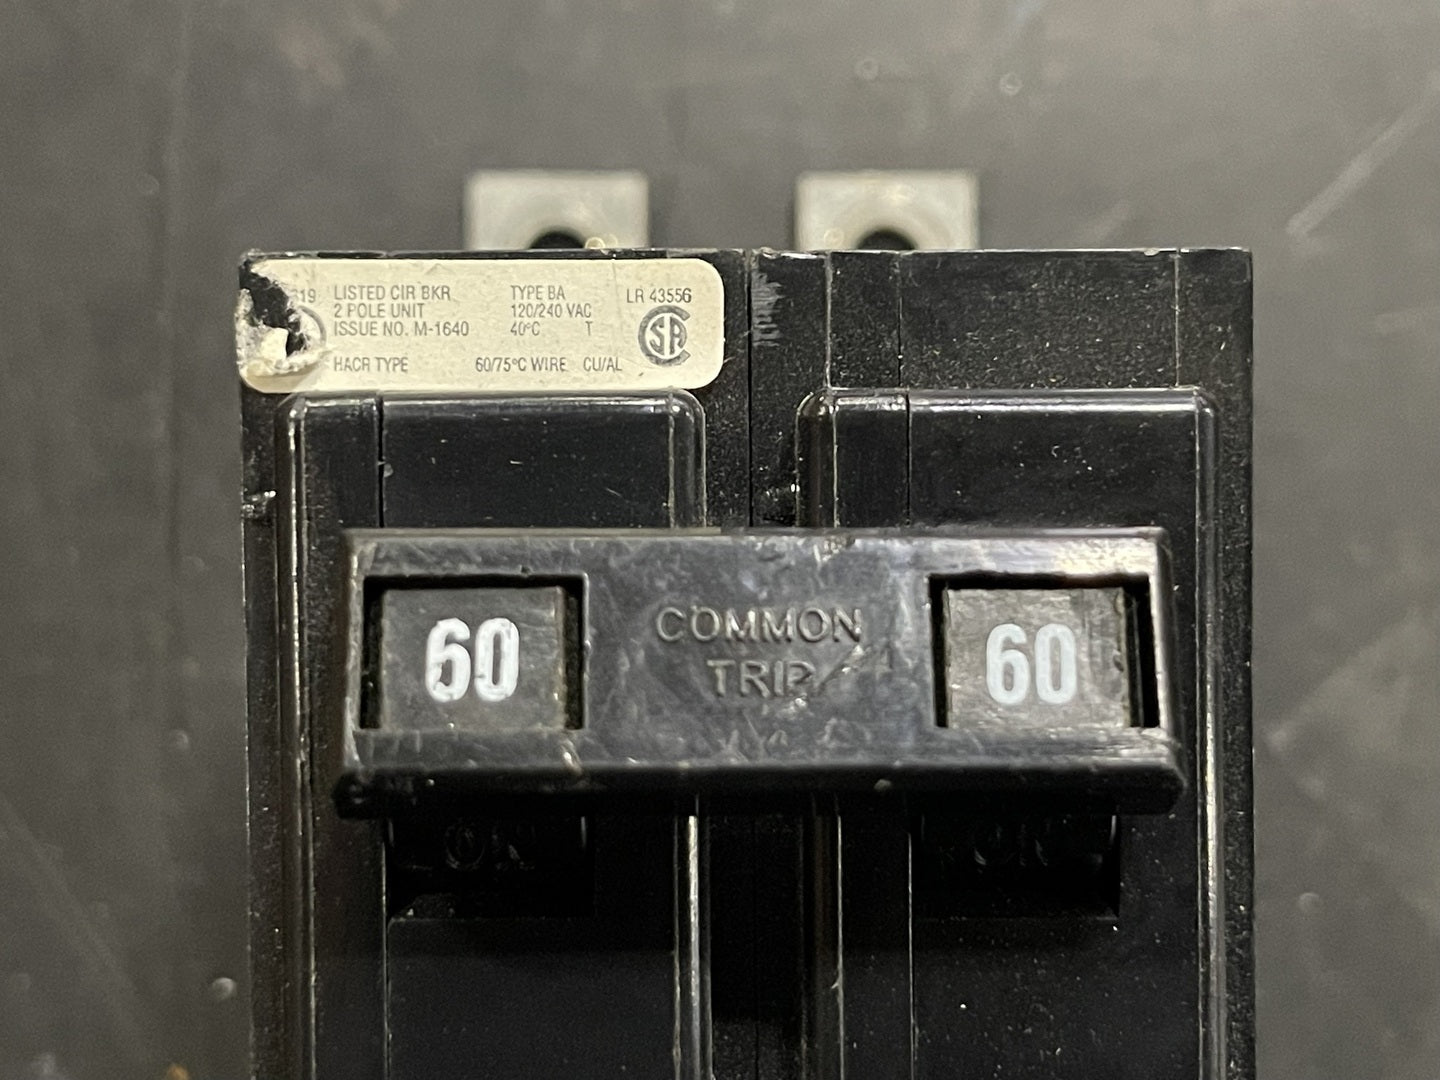 619 LISTED CIR BKR TYPE BA LR 43556
2 POLE UNIT 120/240 VAC
ISSUE NO. M-1640 40°C T
HACR TYPE 60/75°C WIRE CU/AL
60 COMMON TRIP 60